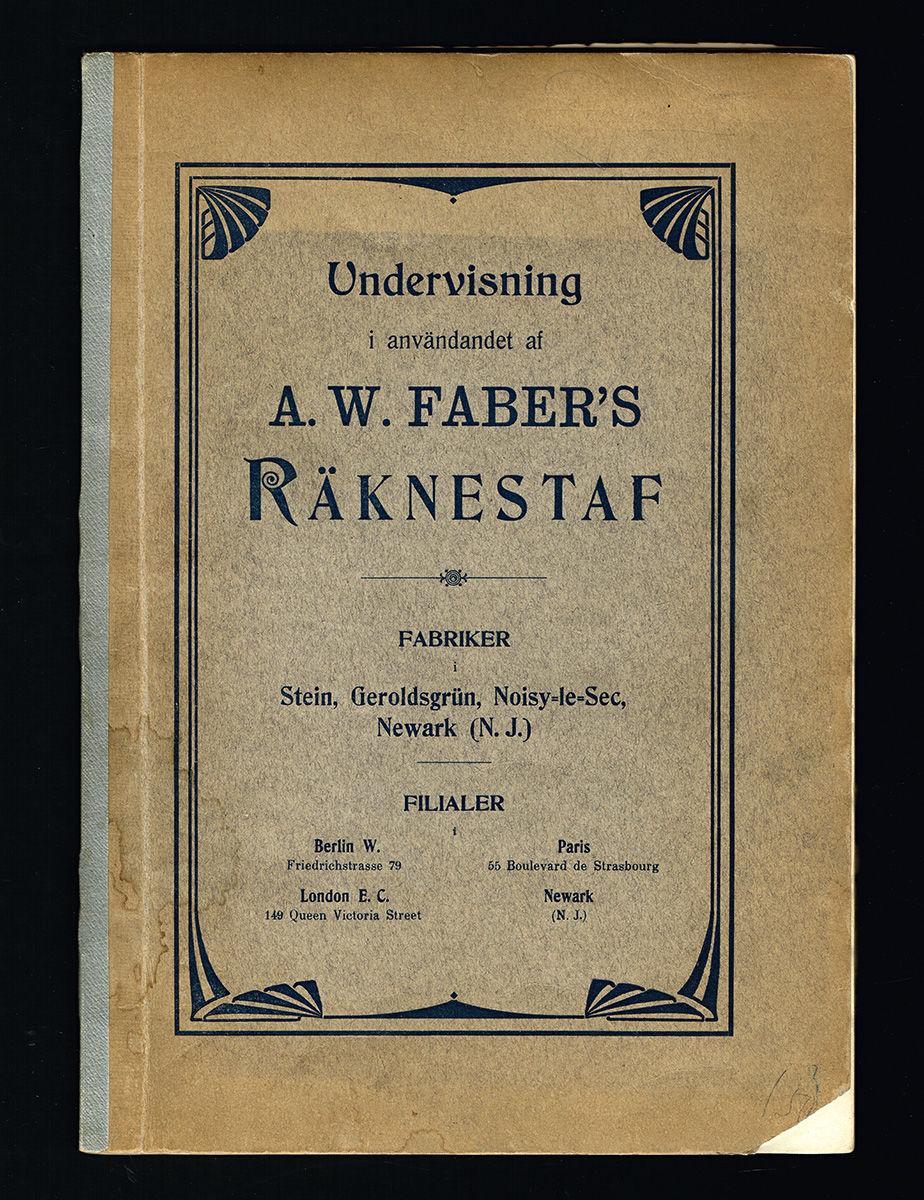 Undervisning
i användandet af
A. W. FABER'S
RÄKNESTAF
FABRIKER
i
Stein, Geroldsgrün, Noisy=le=Sec,
Newark (N. J.)
FILIALER
i
Berlin W.
Friedrichstrasse 79
Paris
55 Boulevard de Strasbourg
London E. C.
149 Queen Victoria Street
Newark
(N. J.)